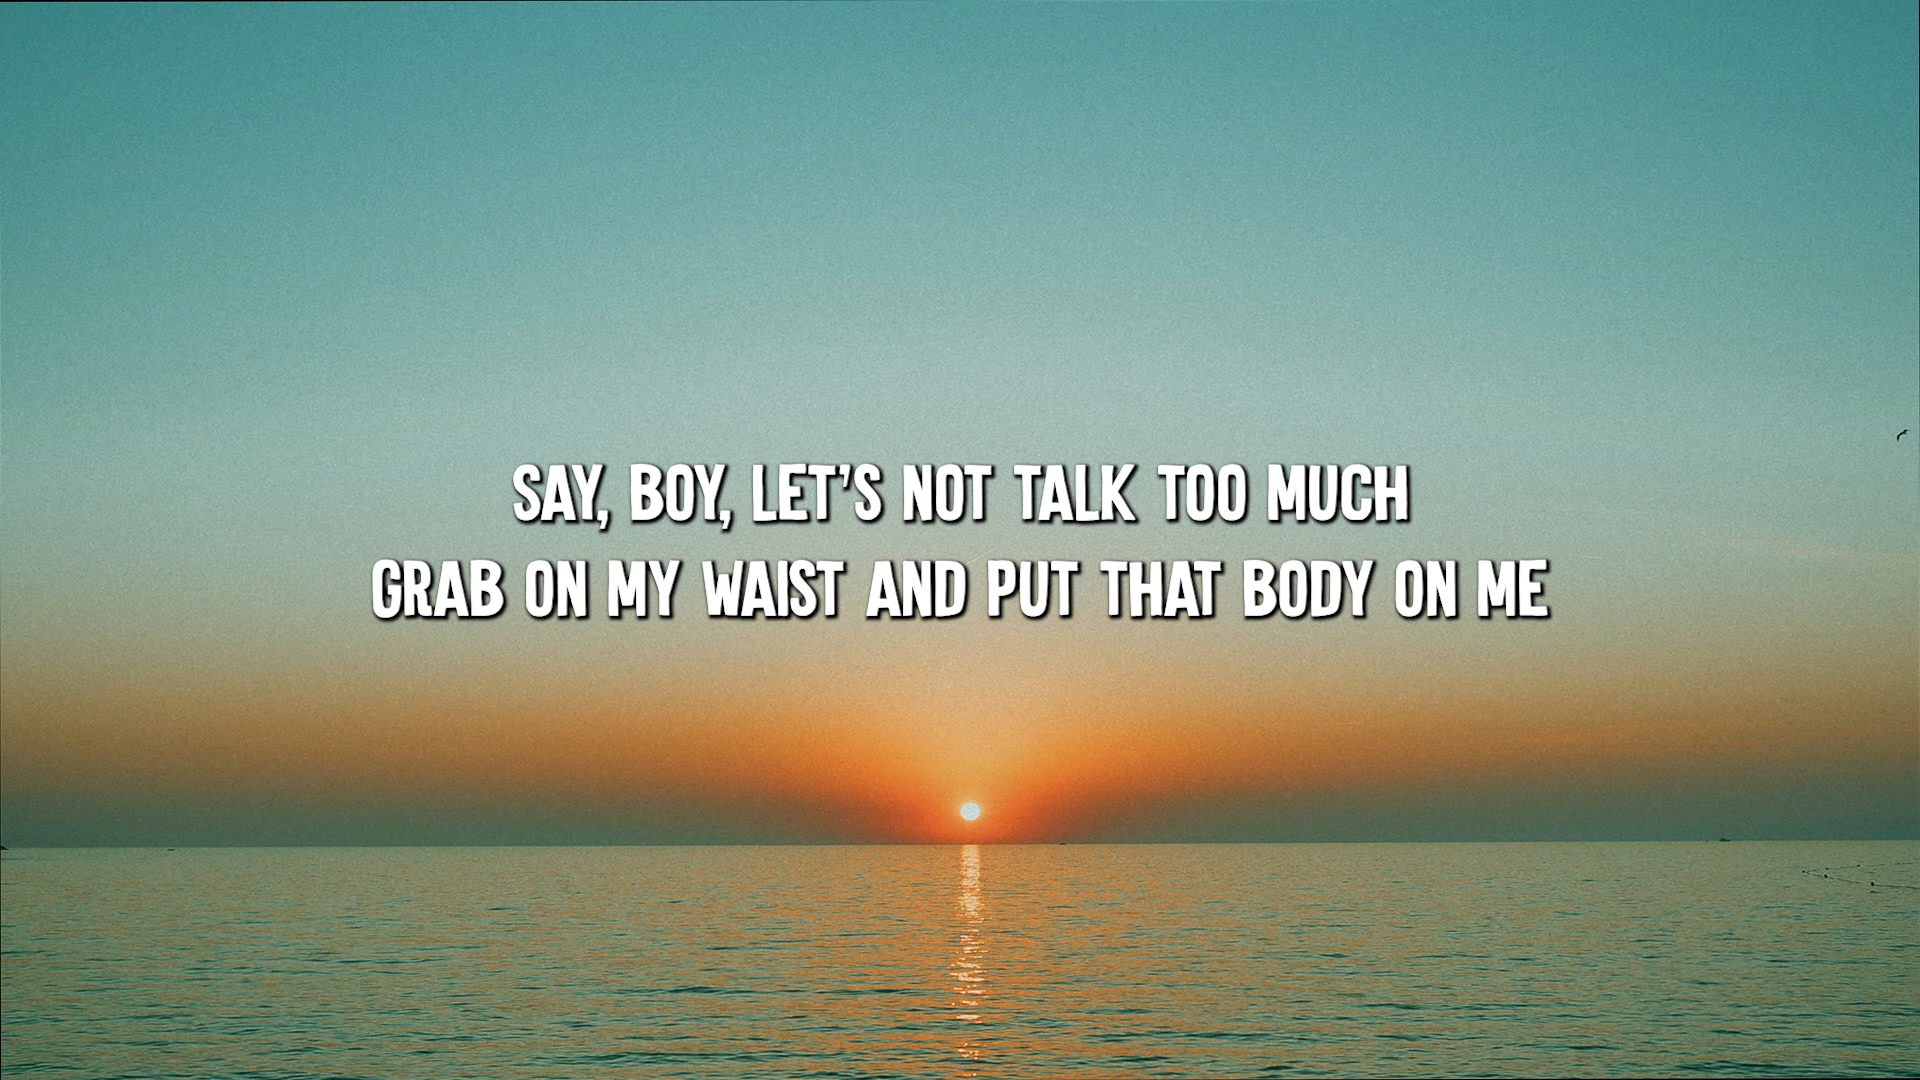 SAY, BOY, LET'S NOT TALK TOO MUCH
GRAB ON MY WAIST AND PUT THAT BODY ON ME